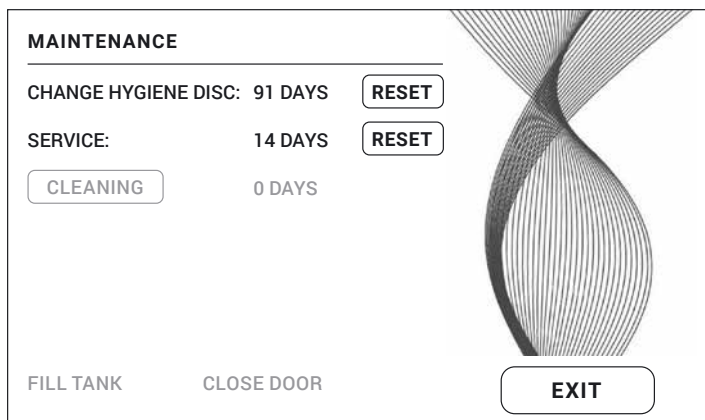 MAINTENANCE
CHANGE HYGIENE DISC: 91 DAYS RESET
SERVICE: 14 DAYS RESET
CLEANING 0 DAYS
FILL TANK CLOSE DOOR EXIT